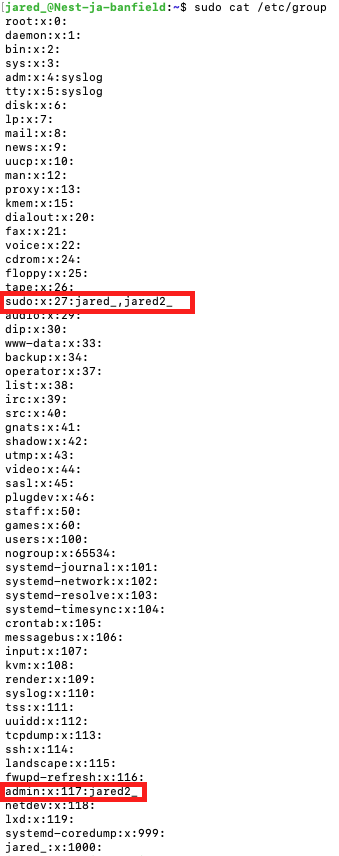 [jared_@Nest-ja-banfield:~$ sudo cat /etc/group
root:x:0:
daemon:x:1:
bin:x:2:
sys:x:3:
adm:x:4:syslog
tty:x:5:syslog
disk:x:6:
lp:x:7:
mail:x:8:
news:x:9:
uucp:x:10:
man:x:12:
proxy:x:13:
kmem:x:15:
dialout:x:20:
fax:x:21:
voice:x:22:
cdrom:x:24:
floppy:x:25:
tape:x:26:
sudo:x:27:jared_,jared2_
audio:x:29:
dip:x:30:
www-data:x:33:
backup:x:34:
operator:x:37:
list:x:38:
irc:x:39:
src:x:40:
gnats:x:41:
shadow:x:42:
utmp:x:43:
video:x:44:
sasl:x:45:
plugdev:x:46:
staff:x:50:
games:x:60:
users:x:100:
nogroup:x:65534:
systemd-journal:x:101:
systemd-network:x:102:
systemd-resolve:x:103:
systemd-timesync:x:104:
crontab:x:105:
messagebus:x:106:
input:x:107:
kvm:x:108:
render:x:109:
syslog:x:110:
tss:x:111:
uuidd:x:112:
tcpdump:x:113:
ssh:x:114:
landscape:x:115:
fwupd-refresh:x:116:
admin:x:117:jared2_
netdev:x:118:
lxd:x:119:
systemd-coredump:x:999:
jared_:x:1000: